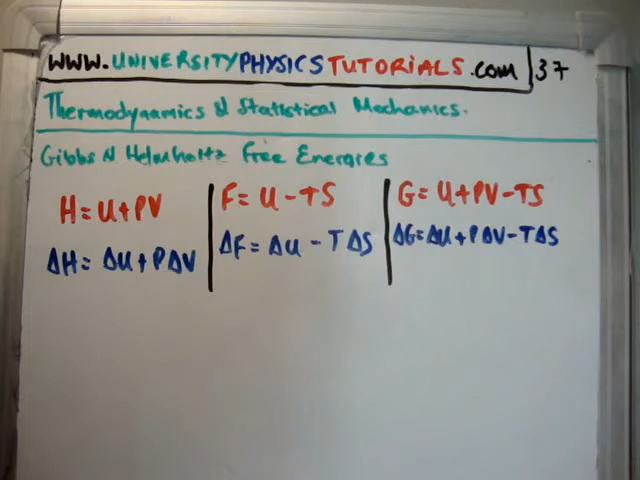 WWW.UNIVERSITYPHYSICSTUTORIALS.com 37
Thermodynamics & Statistical Mechanics.
Gibbs & Helmholtz Free Energies
H = U + PV
ΔH = ΔU + PΔV
F = U - TS
ΔF = ΔU - TΔS
G = U + PV - TS
ΔG = ΔU + PΔV - TΔS